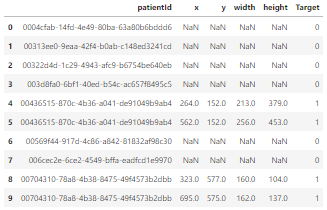 patientId x y width height Target
0 0004cfab-14fd-4e49-80ba-63a80b6bddd6 NaN NaN NaN NaN 0
1 00313ee0-9eaa-42f4-b0ab-c148ed3241cd NaN NaN NaN NaN 0
2 00322d4d-1c29-4943-afc9-b6754be640eb NaN NaN NaN NaN 0
3 003d8fa0-6bf1-40ed-b54c-ac657f8495c5 NaN NaN NaN NaN 0
4 00436515-870c-4b36-a041-de91049b9ab4 264.0 152.0 213.0 379.0 1
5 00436515-870c-4b36-a041-de91049b9ab4 562.0 152.0 256.0 453.0 1
6 00569f44-917d-4c86-a842-81832af98c30 NaN NaN NaN NaN 0
7 006cec2e-6ce2-4549-bffa-eadfcd1e9970 NaN NaN NaN NaN 0
8 00704310-78a8-4b38-8475-49f4573b2dbb 323.0 577.0 160.0 104.0 1
9 00704310-78a8-4b38-8475-49f4573b2dbb 695.0 575.0 162.0 137.0 1